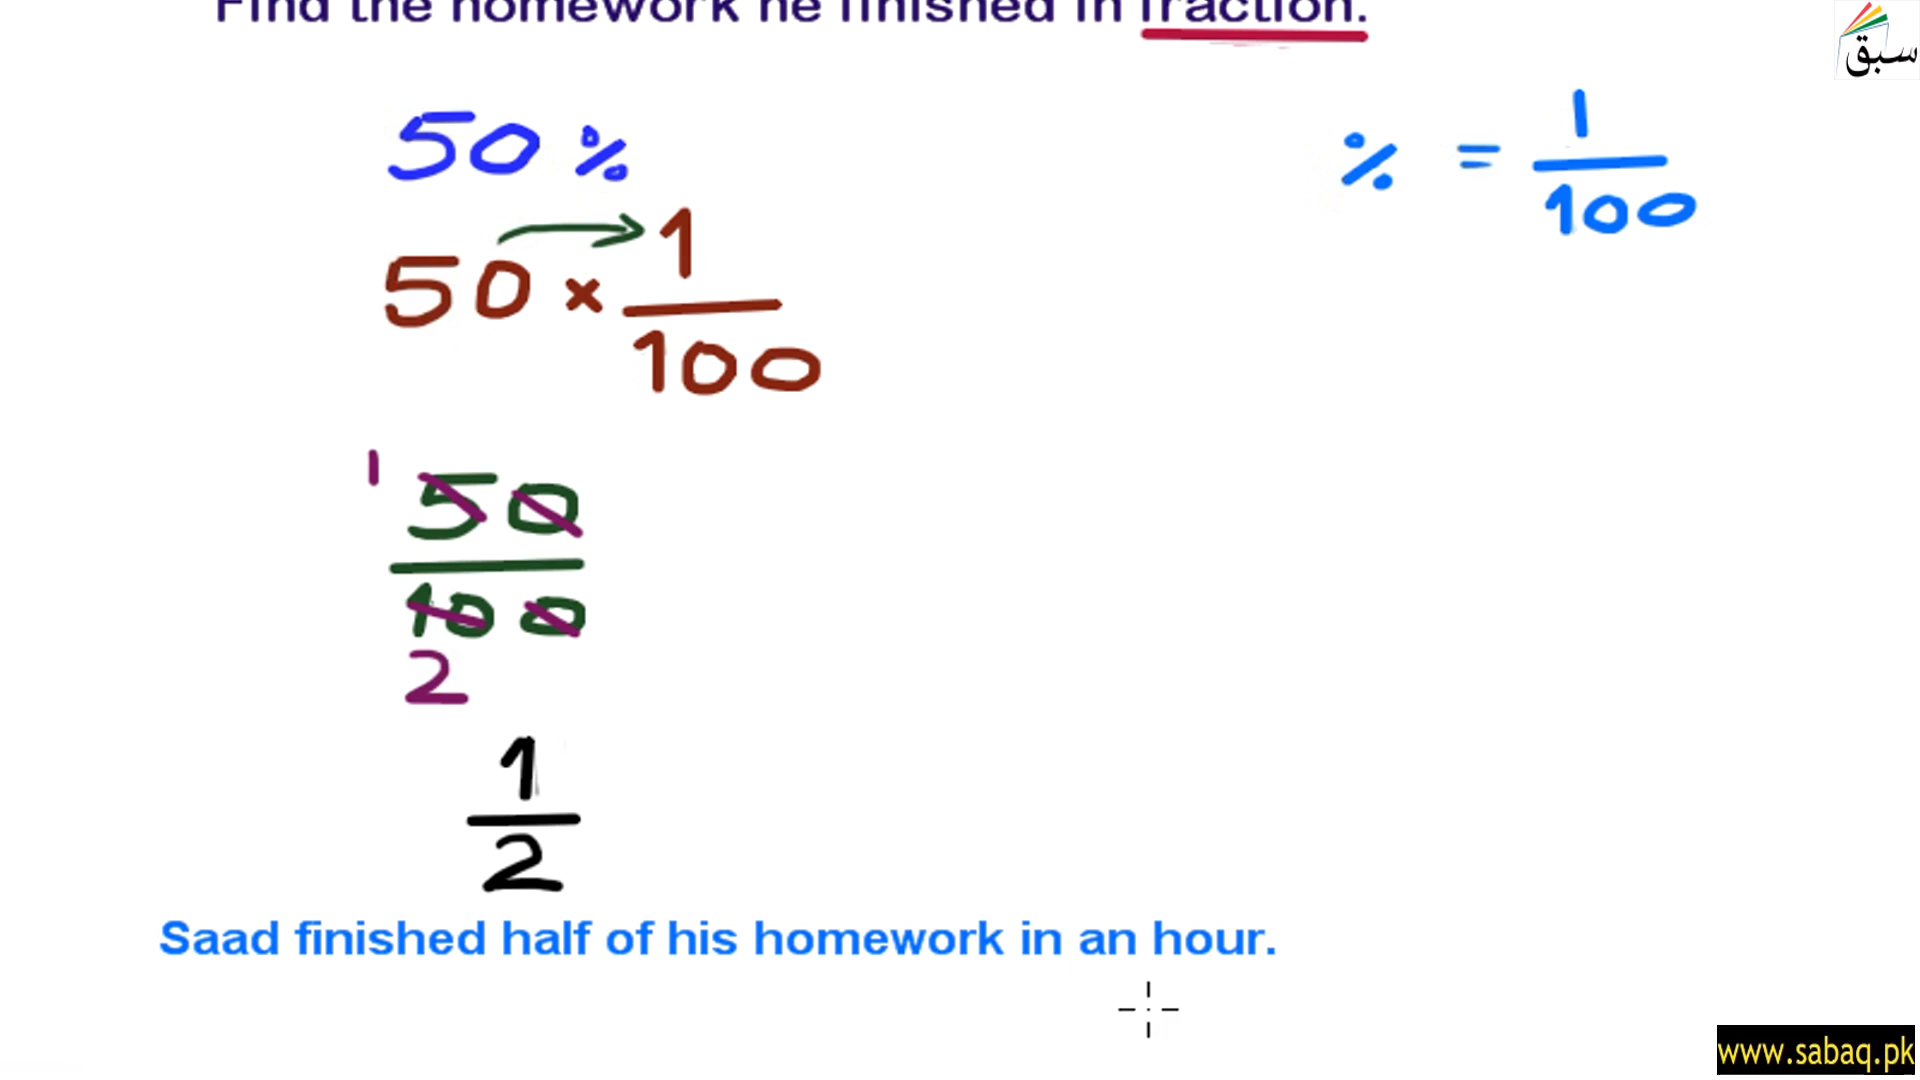 Find the homework he finished in fraction.
سبق
50 %
% = 1/100
50 × 1/100
1
50/100
2
1/2
Saad finished half of his homework in an hour.
www.sabaq.pk